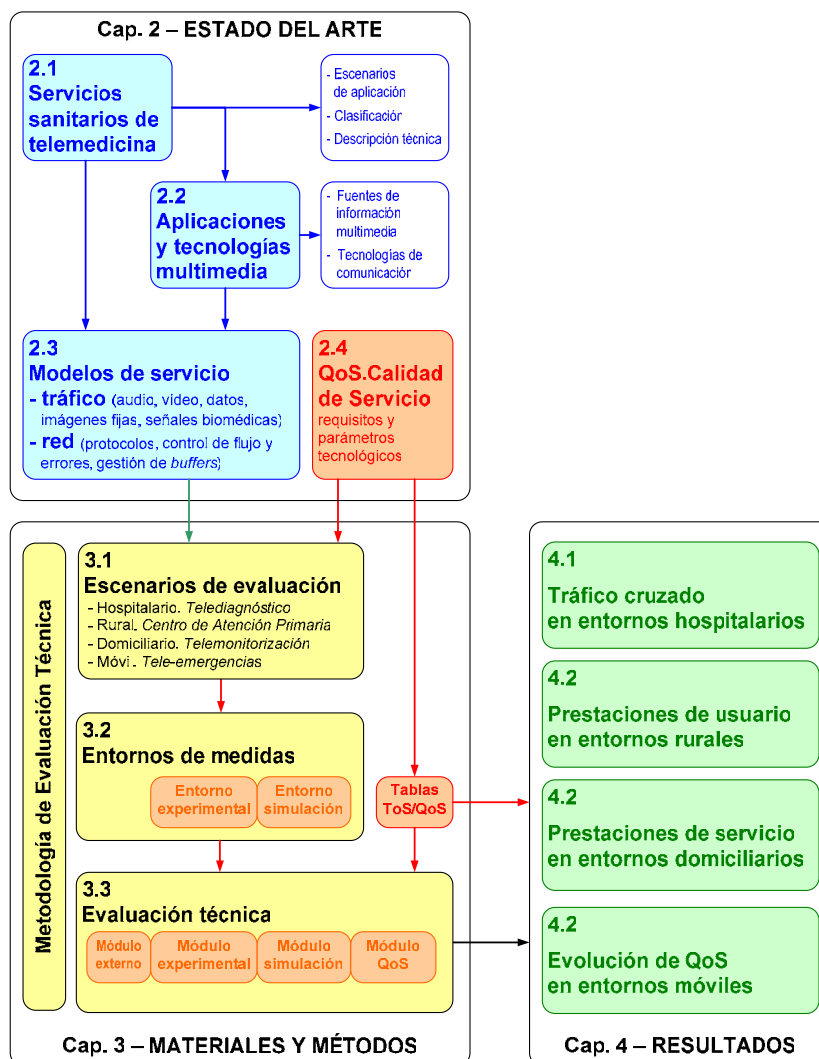 Cap. 2 – ESTADO DEL ARTE
2.1
Servicios
sanitarios de
telemedicina
- Escenarios
de aplicación
- Clasificación
- Descripción técnica
2.2
Aplicaciones
y tecnologías
multimedia
- Fuentes de
información
multimedia
- Tecnologías de
comunicación
2.3
Modelos de servicio
- tráfico (audio, vídeo, datos,
imágenes fijas, señales biomédicas)
- red (protocolos, control de flujo y
errores, gestión de buffers)
2.4
QoS.Calidad
de Servicio
requisitos y
parámetros
tecnológicos
Metodología de Evaluación Técnica
3.1
Escenarios de evaluación
- Hospitalario. Telediagnóstico
- Rural. Centro de Atención Primaria
- Domiciliario. Telemonitorización
- Móvi . Tele-emergencias
3.2
Entornos de medidas
Entorno
experimental
Entorno
simulación
Tablas
ToS/QoS
3.3
Evaluación técnica
Módulo
externo
Módulo
experimental
Módulo
simulación
Módulo
QoS
Cap. 3 – MATERIALES Y MÉTODOS
4.1
Tráfico cruzado
en entornos hospitalarios
4.2
Prestaciones de usuario
en entornos rurales
4.2
Prestaciones de servicio
en entornos domiciliarios
4.2
Evolución de QoS
en entornos móviles
Cap. 4 – RESULTADOS